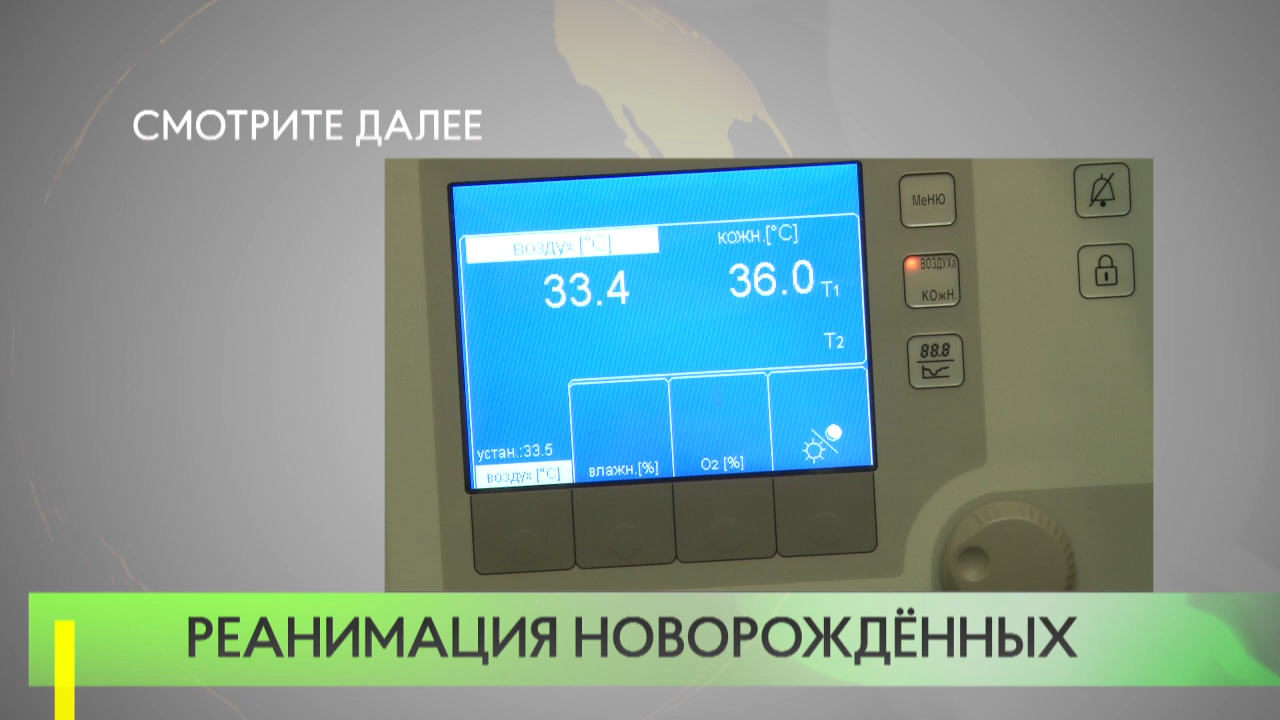 СМОТРИТЕ ДАЛЕЕ
воздух [°C]
кожн.[°C]
33.4
36.0 T1
T2
устан.:33.5
воздух [°C]
влажн.[%]
O2 [%]
МеНЮ
ВОЗДУХа
КОжН.
88.8
РЕАНИМАЦИЯ НОВОРОЖДЁННЫХ